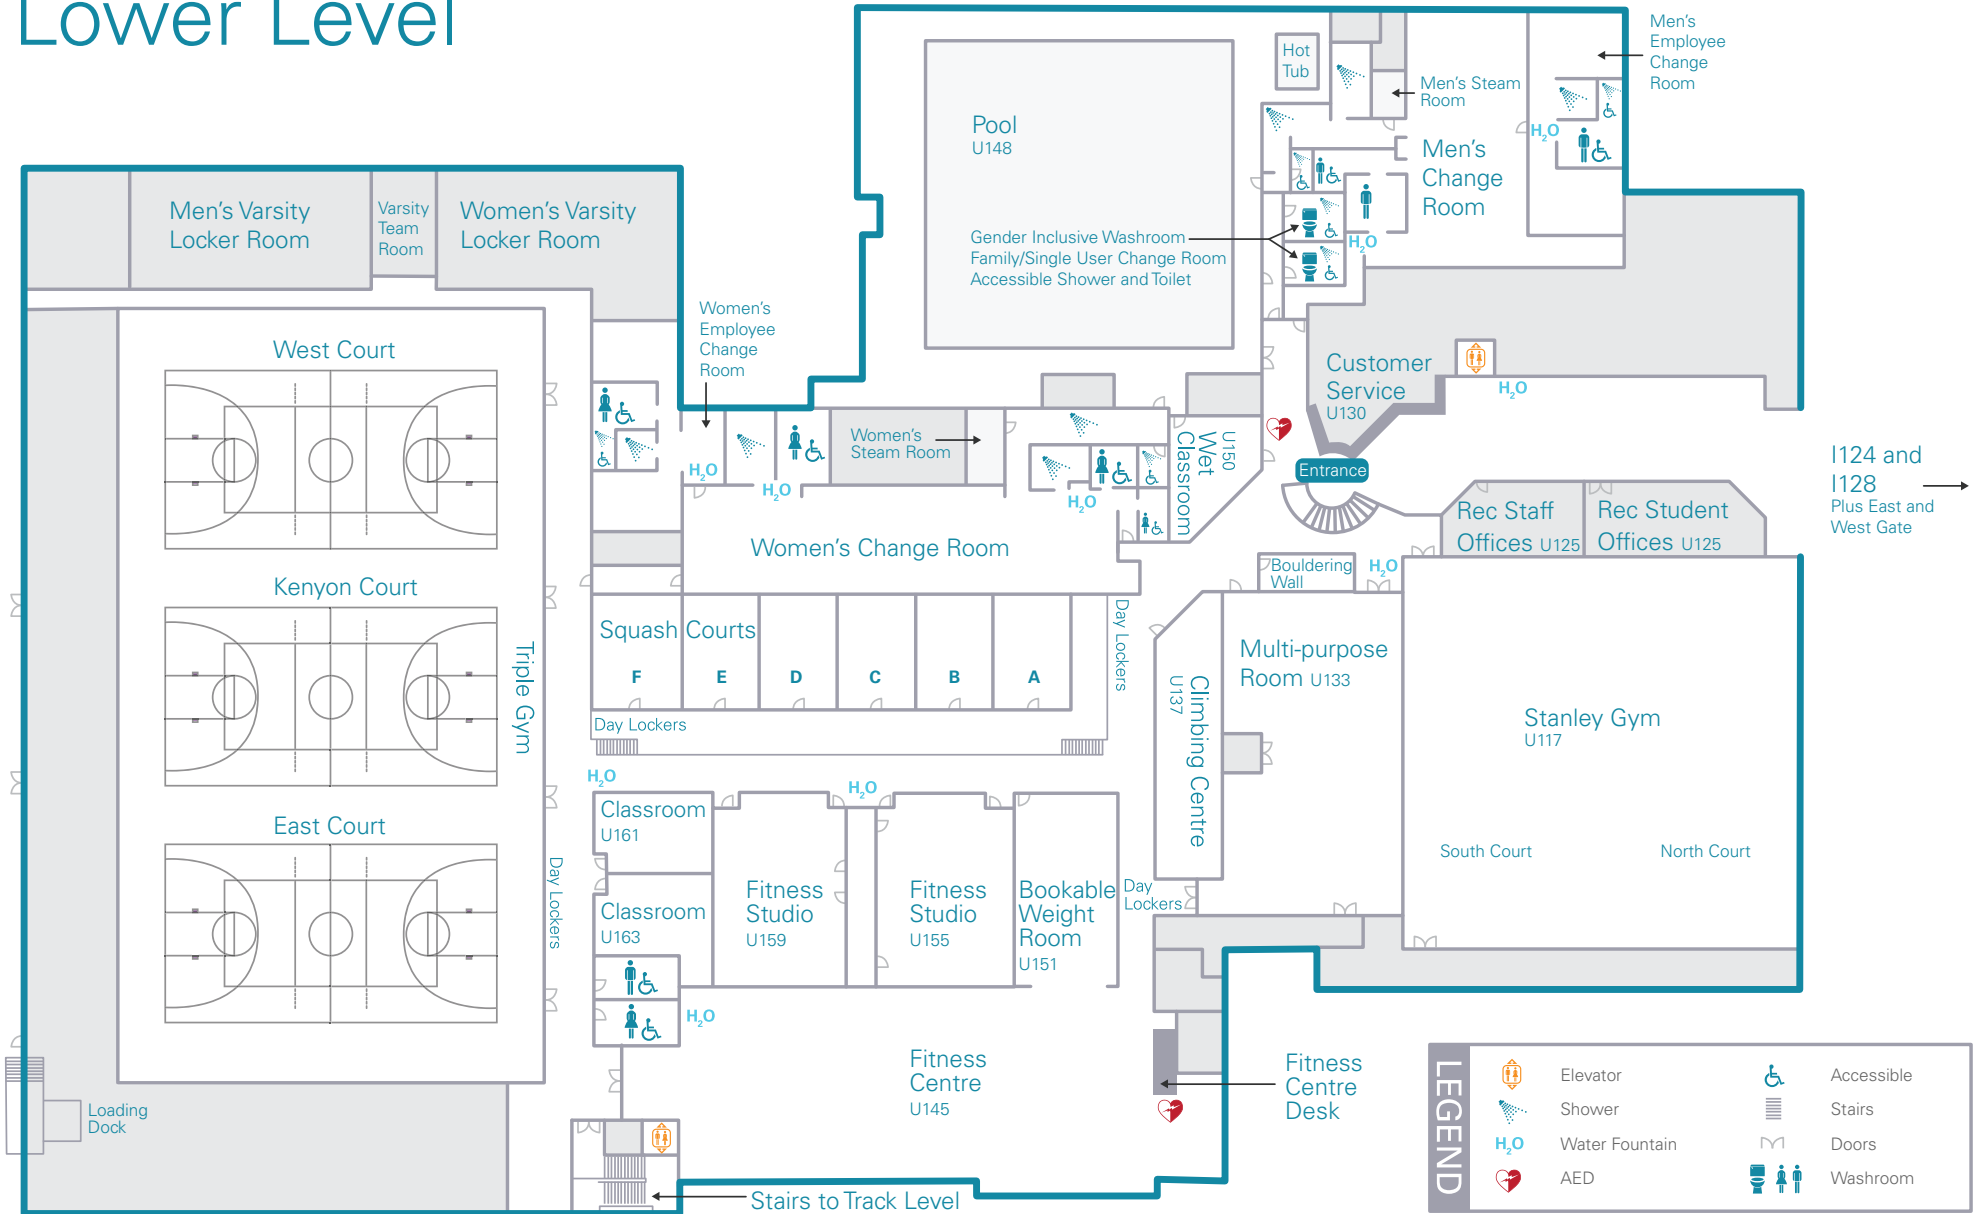 Lower Level
Men's
Employee
Change
Room
Hot
Tub
Men's Steam
Room
Pool
U148
H₂O
Men's
Change
Room
Men's Varsity
Locker Room
Varsity
Team
Room
Women's Varsity
Locker Room
Gender Inclusive Washroom
Family/Single User Change Room
Accessible Shower and Toilet
H₂O
Women's
Employee
Change
Room
West Court
Customer
Service
U130
H₂O
Women's
Steam Room
U150
Wet
Classroom
Entrance
I124 and
I128
Plus East and
West Gate
H₂O
H₂O
H₂O
Rec Staff
Offices U125
Rec Student
Offices U125
Women's Change Room
Bouldering
Wall
H₂O
Kenyon Court
Triple Gym
Squash Courts
F
E
D
C
B
A
Day Lockers
Day Lockers
Climbing Centre
U137
Multi-purpose
Room U133
Stanley Gym
U117
South Court
North Court
H₂O
H₂O
East Court
Day Lockers
Classroom
U161
Classroom
U163
Fitness
Studio
U159
Fitness
Studio
U155
Bookable
Weight
Room
U151
Day
Lockers
H₂O
Fitness
Centre
U145
Fitness
Centre
Desk
Loading
Dock
Stairs to Track Level
LEGEND
Elevator
Accessible
Shower
Stairs
H₂O
Water Fountain
Doors
AED
Washroom